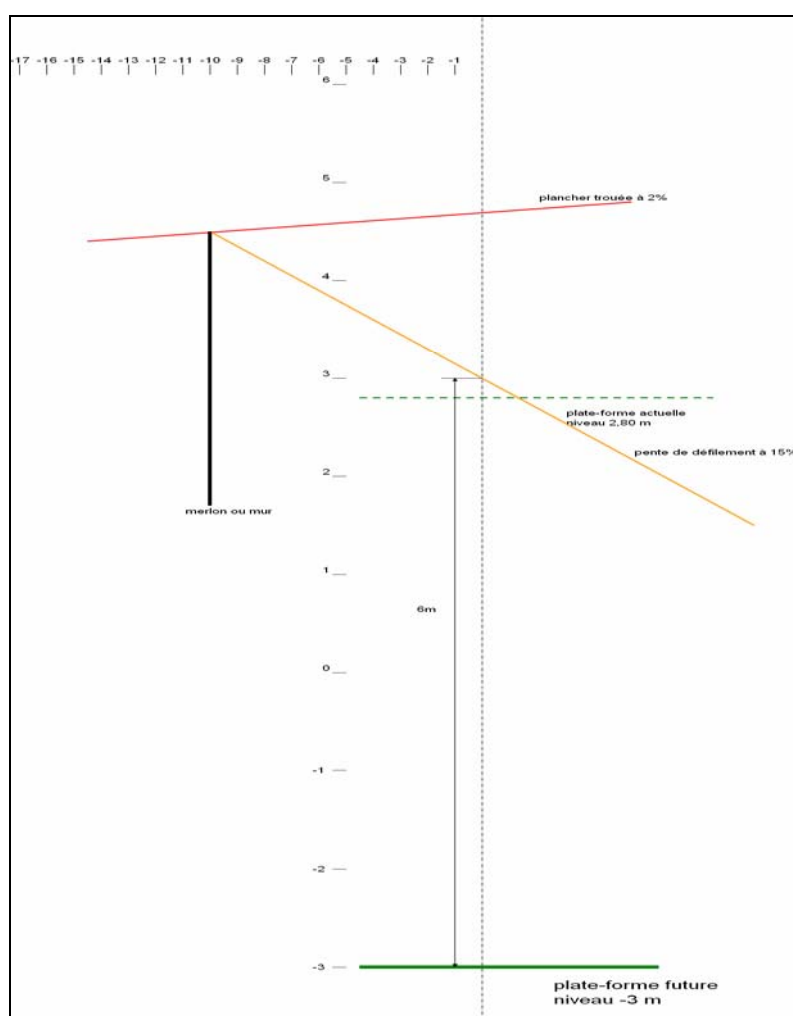 -17 -16 -15 -14 -13 -12 -11 -10 -9 -8 -7 -6 -5 -4 -3 -2 -1
6
5
plancher trouée à 2%
4
3
plate-forme actuelle
niveau 2,80 m
pente de défilement à 15%
2
merlon ou mur
1
6m
0
-1
-2
-3
plate-forme future
niveau -3 m